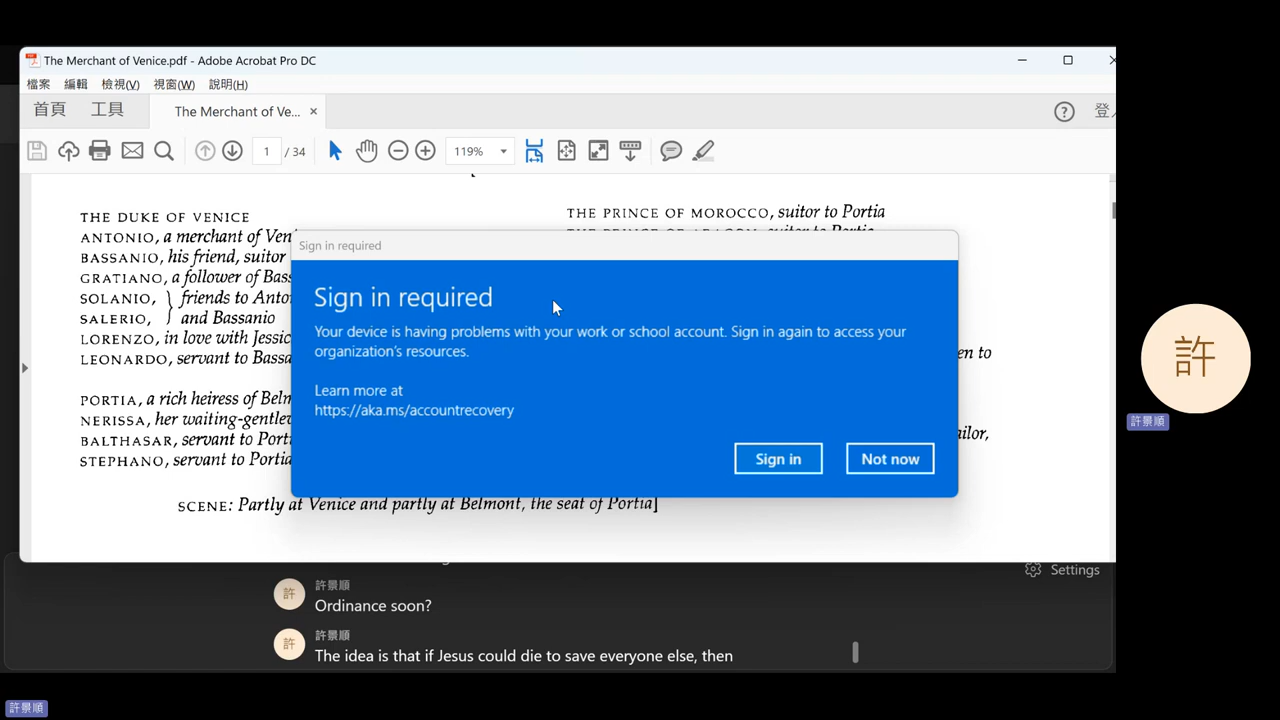 The Merchant of Venice.pdf - Adobe Acrobat Pro DC
檔案 編輯 檢視(V) 視窗(W) 說明(H)
首頁 工具 The Merchant of Ve... ×
1 / 34 119%
THE DUKE OF VENICE
ANTONIO, a merchant of Ven
BASSANIO, his friend, suitor
GRATIANO, a follower of Bass
SOLANIO, } friends to Anto
SALERIO, and Bassanio
LORENZO, in love with Jessic
LEONARDO, servant to Bassa
PORTIA, a rich heiress of Belm
NERISSA, her waiting-gentlew
BALTHASAR, servant to Porti
STEPHANO, servant to Portia
THE PRINCE OF MOROCCO, suitor to Portia
en to
ailor,
SCENE: Partly at Venice and partly at Belmont, the seat of Portia]
Sign in required
Sign in required
Your device is having problems with your work or school account. Sign in again to access your
organization's resources.
Learn more at
https://aka.ms/accountrecovery
Sign in Not now
Settings
許 許景順
Ordinance soon?
許 許景順
The idea is that if Jesus could die to save everyone else, then
許
許景順
許景順